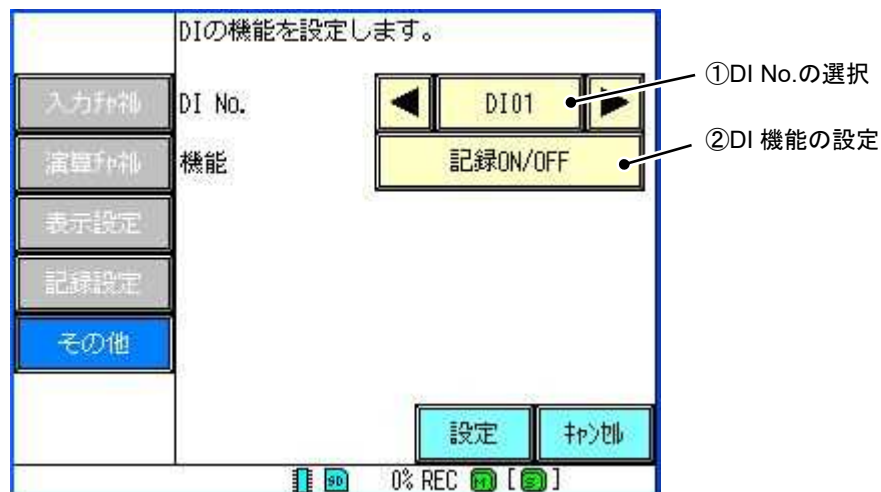 DIの機能を設定します。
入力ﾁｬﾈﾙ
DI No.
DI01
①DI No.の選択
演算ﾁｬﾈﾙ
機能
記録ON/OFF
②DI 機能の設定
表示設定
記録設定
その他
設定
ｷｬﾝｾﾙ
SD 0% REC M [S]